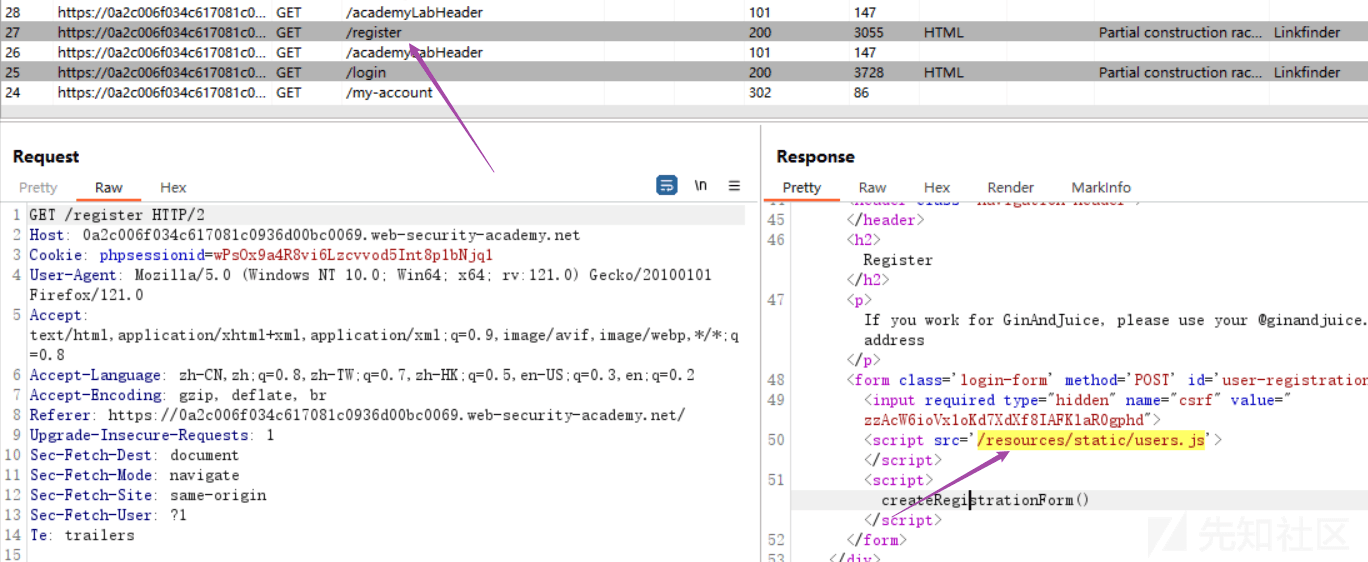 28 https://0a2c006f034c617081c0... GET /academyLabHeader 101 147
27 https://0a2c006f034c617081c0... GET /register 200 3055 HTML Partial construction rac... Linkfinder
26 https://0a2c006f034c617081c0... GET /academyLabHeader 101 147
25 https://0a2c006f034c617081c0... GET /login 200 3728 HTML Partial construction rac... Linkfinder
24 https://0a2c006f034c617081c0... GET /my-account 302 86
Request
Pretty Raw Hex \n
1 GET /register HTTP/2
2 Host: 0a2c006f034c617081c0936d00bc0069.web-security-academy.net
3 Cookie: phpsessionid=wPsOx9a4R8vi6Lzcvvod5Int8p1bNjq1
4 User-Agent: Mozilla/5.0 (Windows NT 10.0; Win64; x64; rv:121.0) Gecko/20100101
Firefox/121.0
5 Accept:
text/html,application/xhtml+xml,application/xml;q=0.9,image/avif,image/webp,*/*;q
=0.8
6 Accept-Language: zh-CN,zh;q=0.8,zh-TW;q=0.7,zh-HK;q=0.5,en-US;q=0.3,en;q=0.2
7 Accept-Encoding: gzip, deflate, br
8 Referer: https://0a2c006f034c617081c0936d00bc0069.web-security-academy.net/
9 Upgrade-Insecure-Requests: 1
10 Sec-Fetch-Dest: document
11 Sec-Fetch-Mode: navigate
12 Sec-Fetch-Site: same-origin
13 Sec-Fetch-User: ?1
14 Te: trailers
15
Response
Pretty Raw Hex Render MarkInfo
45 </header>
46 <h2>
Register
</h2>
47 <p>
If you work for GinAndJuice, please use your @ginandjuice.
address
</p>
48 <form class='login-form' method='POST' id='user-registration
49 <input required type="hidden" name="csrf" value="
zzAcW6ioVx1oKd7XdXf8IAFKlaR0gphd">
50 <script src='/resources/static/users.js'>
</script>
51 <script>
createRegistrationForm()
</script>
52 </form>
53 </div>
先知社区